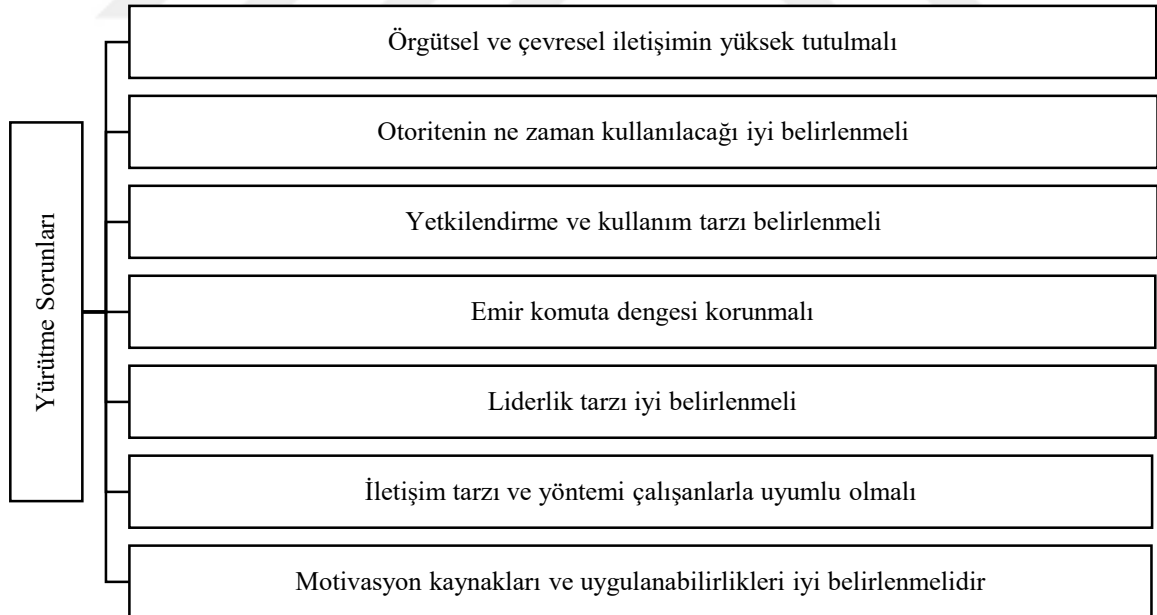 Yürütme Sorunları
Örgütsel ve çevresel iletişimin yüksek tutulmalı
Otoritenin ne zaman kullanılacağı iyi belirlenmeli
Yetkilendirme ve kullanım tarzı belirlenmeli
Emir komuta dengesi korunmalı
Liderlik tarzı iyi belirlenmeli
İletişim tarzı ve yöntemi çalışanlarla uyumlu olmalı
Motivasyon kaynakları ve uygulanabilirlikleri iyi belirlenmelidir